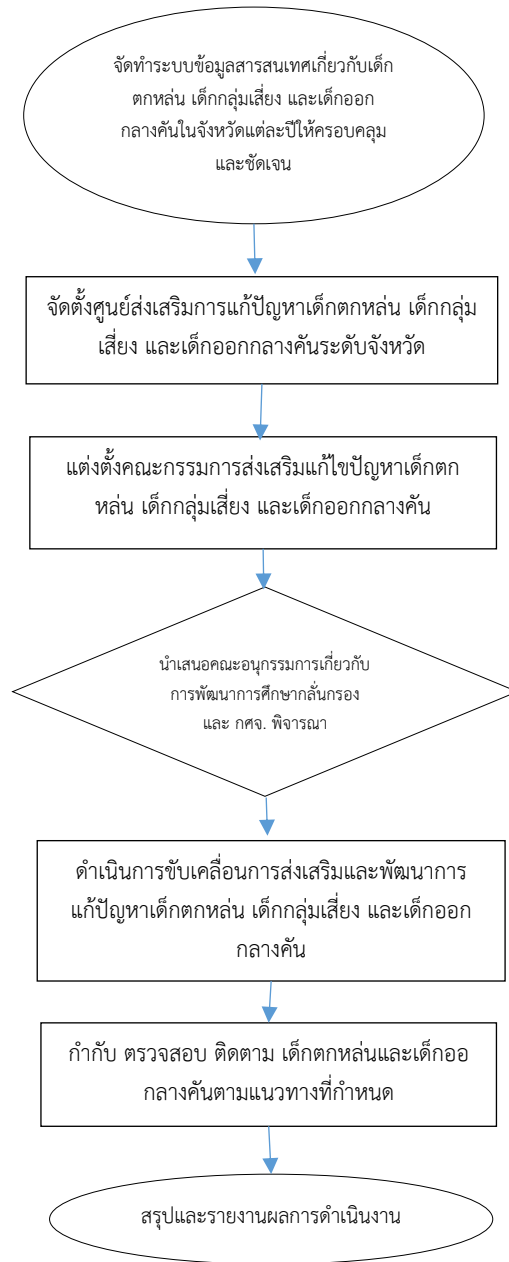 จัดทำระบบข้อมูลสารสนเทศเกี่ยวกับเด็ก
ตกหล่น เด็กกลุ่มเสี่ยง และเด็กออก
กลางคันในจังหวัดแต่ละปีให้ครอบคลุม
และชัดเจน
จัดตั้งศูนย์ส่งเสริมการแก้ปัญหาเด็กตกหล่น เด็กกลุ่ม
เสี่ยง และเด็กออกกลางคันระดับจังหวัด
แต่งตั้งคณะกรรมการส่งเสริมแก้ไขปัญหาเด็กตก
หล่น เด็กกลุ่มเสี่ยง และเด็กออกกลางคัน
นำเสนอคณะอนุกรรมการเกี่ยวกับ
การพัฒนาการศึกษากลั่นกรอง
และ กศจ. พิจารณา
ดำเนินการขับเคลื่อนการส่งเสริมและพัฒนาการ
แก้ปัญหาเด็กตกหล่น เด็กกลุ่มเสี่ยง และเด็กออก
กลางคัน
กำกับ ตรวจสอบ ติดตาม เด็กตกหล่นและเด็กออ
กลางคันตามแนวทางที่กำหนด
สรุปและรายงานผลการดำเนินงาน